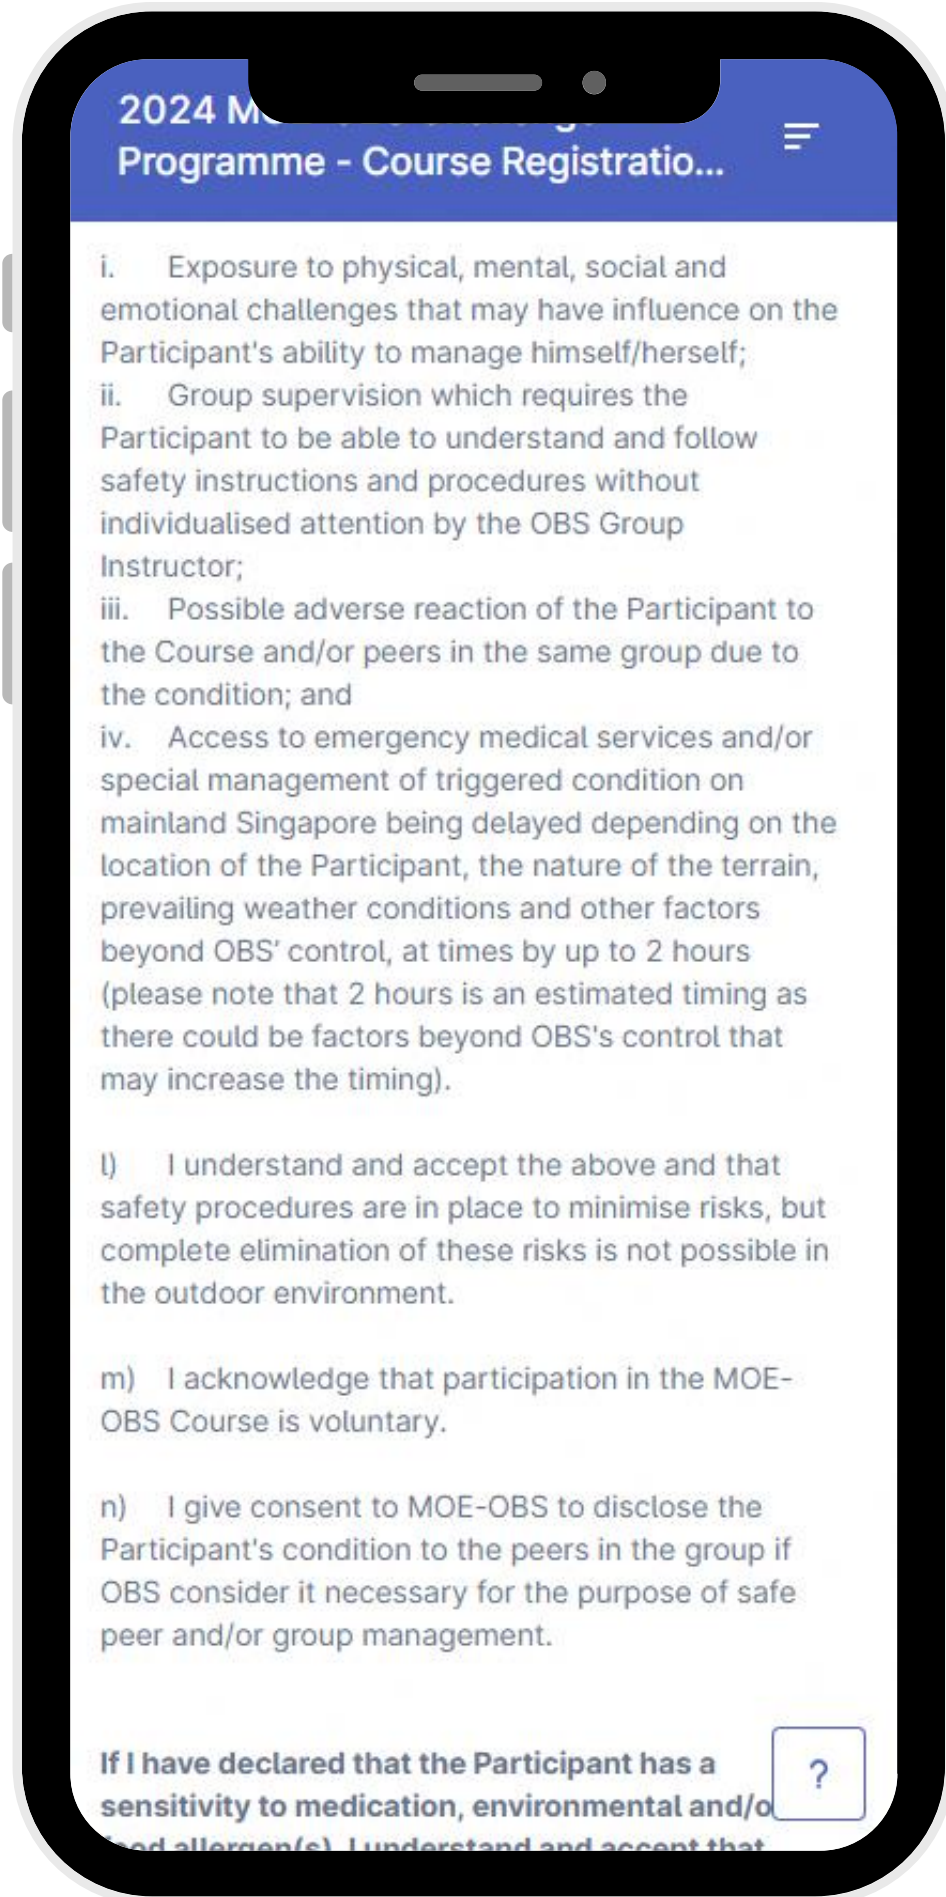 2024 M
Programme - Course Registratio...
i. Exposure to physical, mental, social and
emotional challenges that may have influence on the
Participant's ability to manage himself/herself;
ii. Group supervision which requires the
Participant to be able to understand and follow
safety instructions and procedures without
individualised attention by the OBS Group
Instructor;
iii. Possible adverse reaction of the Participant to
the Course and/or peers in the same group due to
the condition; and
iv. Access to emergency medical services and/or
special management of triggered condition on
mainland Singapore being delayed depending on the
location of the Participant, the nature of the terrain,
prevailing weather conditions and other factors
beyond OBS’ control, at times by up to 2 hours
(please note that 2 hours is an estimated timing as
there could be factors beyond OBS's control that
may increase the timing).
l) I understand and accept the above and that
safety procedures are in place to minimise risks, but
complete elimination of these risks is not possible in
the outdoor environment.
m) I acknowledge that participation in the MOE-
OBS Course is voluntary.
n) I give consent to MOE-OBS to disclose the
Participant's condition to the peers in the group if
OBS consider it necessary for the purpose of safe
peer and/or group management.
If I have declared that the Participant has a
sensitivity to medication, environmental and/o
?
food allergen(s), I understand and accept that